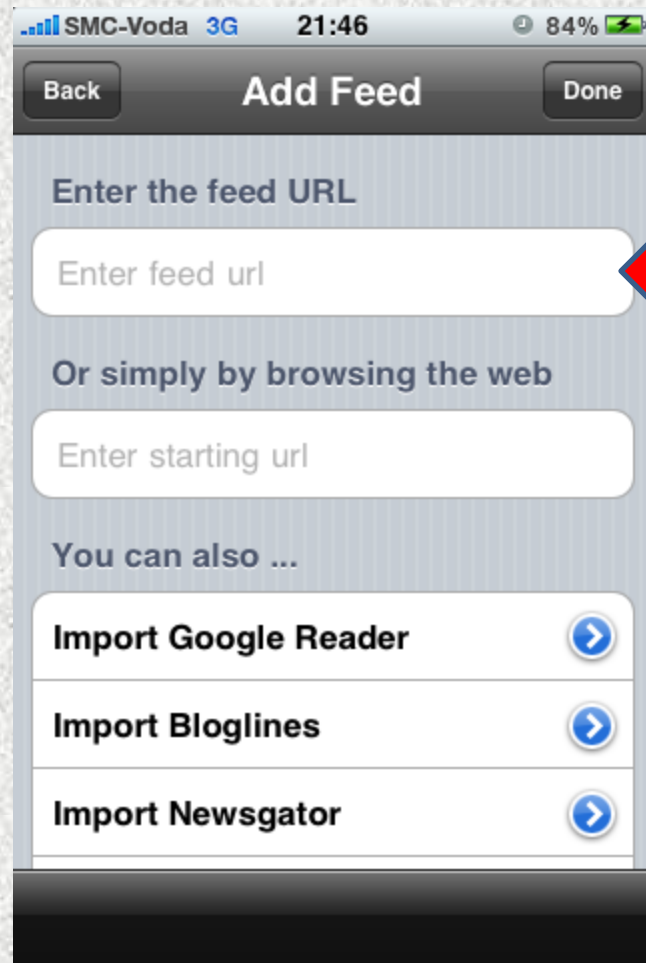 SMC-Voda 3G 21:46 84%
Back Add Feed Done
Enter the feed URL
Enter feed url
Or simply by browsing the web
Enter starting url
You can also ...
Import Google Reader
Import Bloglines
Import Newsgator